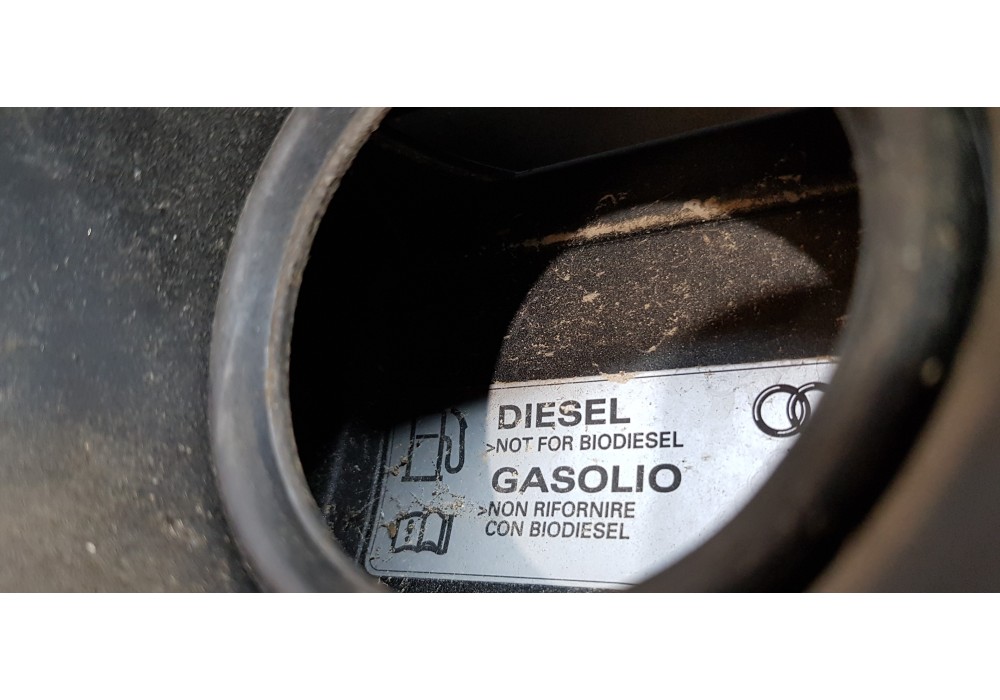 DIESEL
>NOT FOR BIODIESEL
GASOLIO
>NON RIFORNIRE
CON BIODIESEL